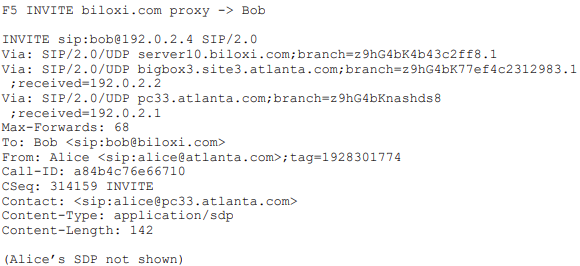 F5 INVITE biloxi.com proxy -> Bob
INVITE sip:bob@192.0.2.4 SIP/2.0
Via: SIP/2.0/UDP server10.biloxi.com;branch=z9hG4bK4b43c2ff8.1
Via: SIP/2.0/UDP bigbox3.site3.atlanta.com;branch=z9hG4bK77ef4c2312983.1
;received=192.0.2.2
Via: SIP/2.0/UDP pc33.atlanta.com;branch=z9hG4bKnashds8
;received=192.0.2.1
Max-Forwards: 68
To: Bob <sip:bob@biloxi.com>
From: Alice <sip:alice@atlanta.com>;tag=1928301774
Call-ID: a84b4c76e66710
CSeq: 314159 INVITE
Contact: <sip:alice@pc33.atlanta.com>
Content-Type: application/sdp
Content-Length: 142
(Alice’s SDP not shown)